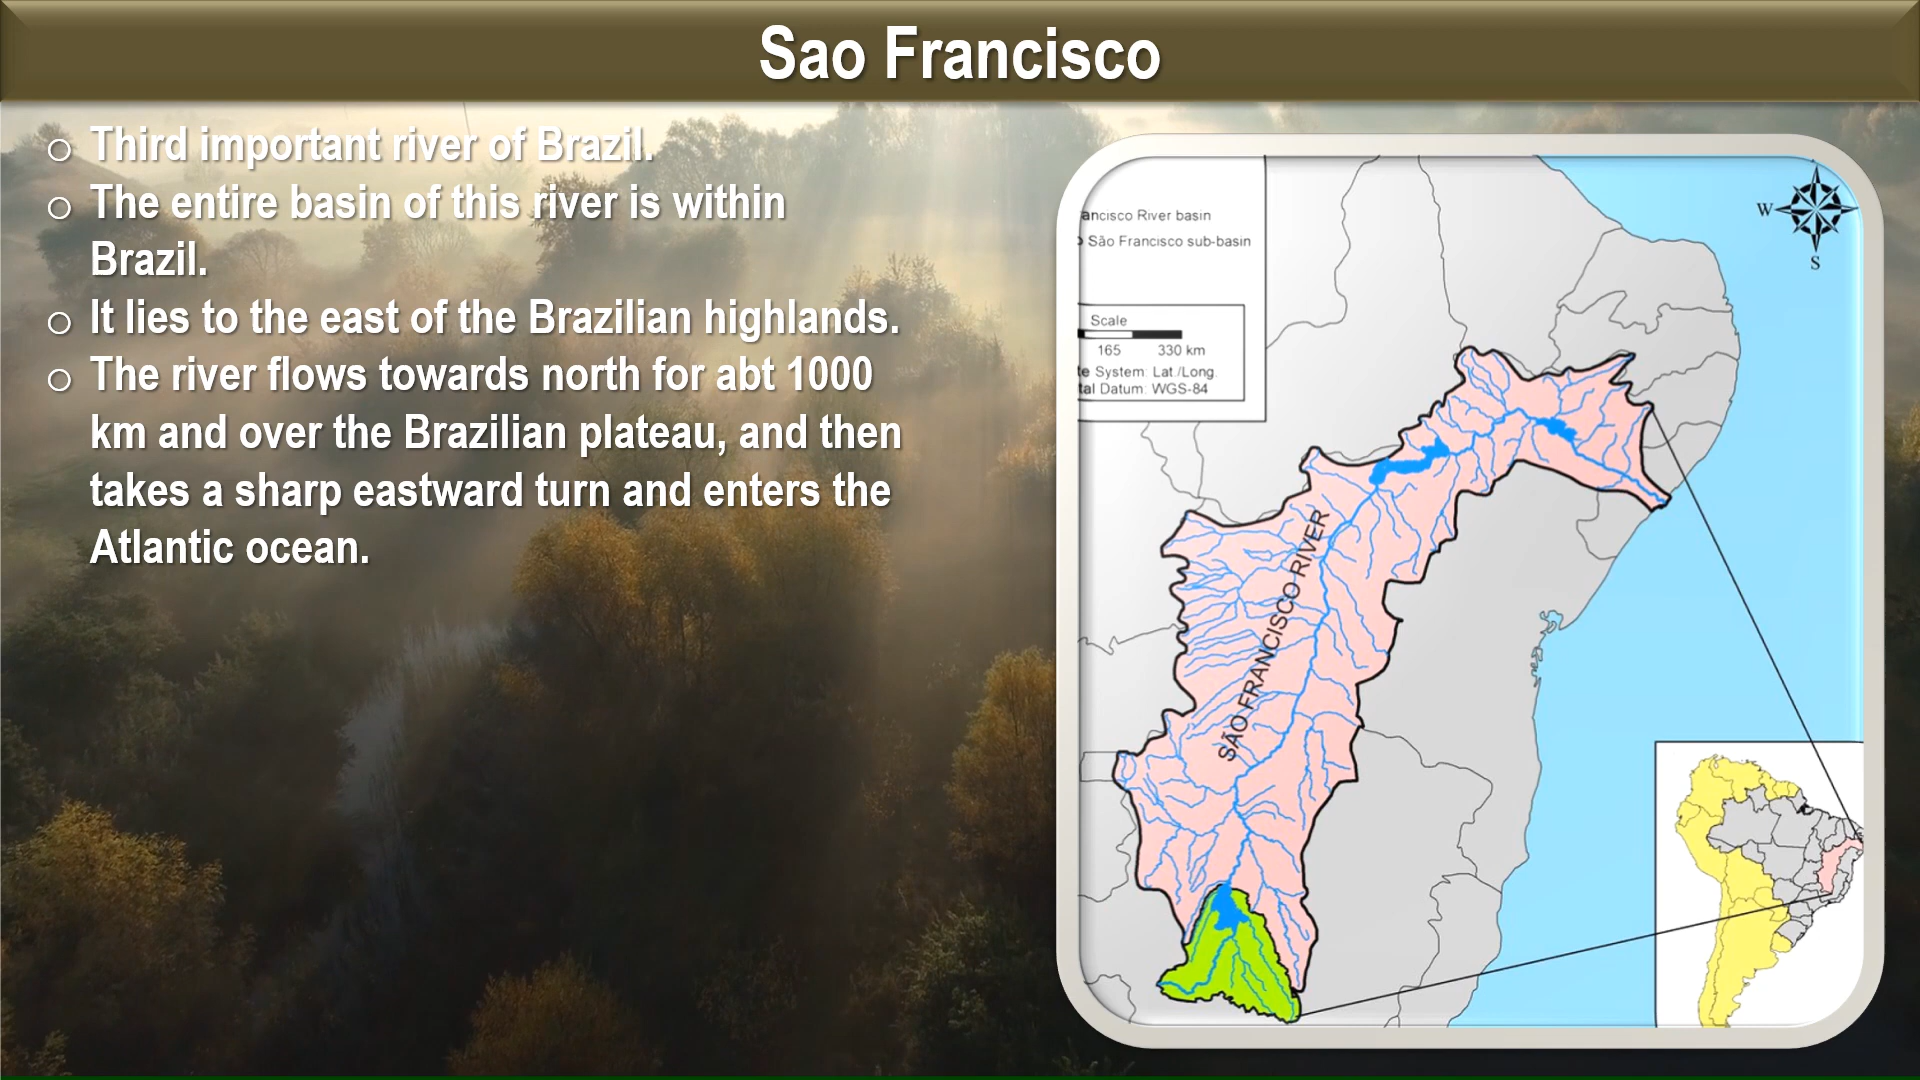 Sao Francisco
o Third important river of Brazil.
o The entire basin of this river is within
Brazil.
o It lies to the east of the Brazilian highlands.
o The river flows towards north for abt 1000
km and over the Brazilian plateau, and then
takes a sharp eastward turn and enters the
Atlantic ocean.
ancisco River basin
o São Francisco sub-basin
Scale
165 330 km
te System: Lat./Long.
tal Datum: WGS-84
W
S
SÃO FRANCISCO RIVER